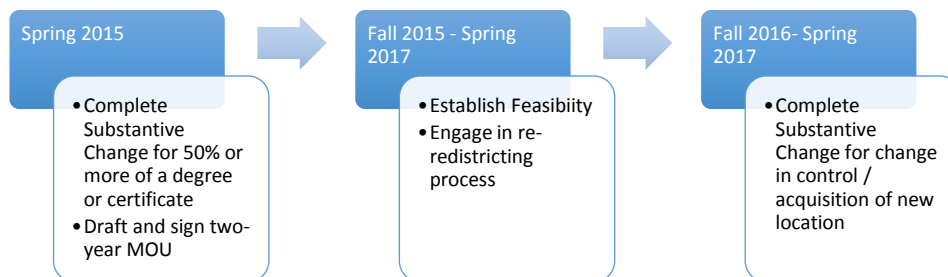 Spring 2015
•Complete
Substantive
Change for 50% or
more of a degree
or certificate
•Draft and sign two-
year MOU
Fall 2015 - Spring
2017
•Establish Feasibiity
•Engage in re-
redistricting
process
Fall 2016- Spring
2017
•Complete
Substantive
Change for change
in control /
acquisition of new
location